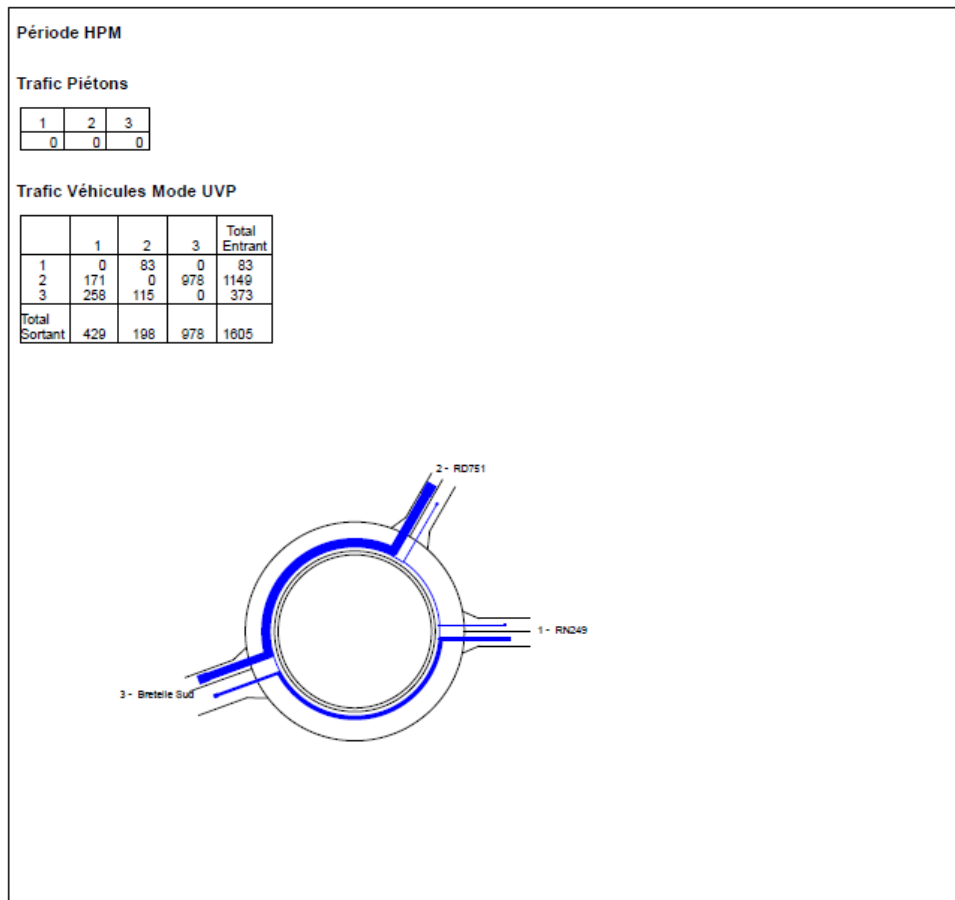 Période HPM
Trafic Piétons
1 2 3
0 0 0
Trafic Véhicules Mode UVP
Total
1 2 3 Entrant
1 0 83 0 83
2 171 0 978 1149
3 258 115 0 373
Total
Sortant 429 198 978 1605
2 - RD751
1 - RN249
3 - Bretelle Sud